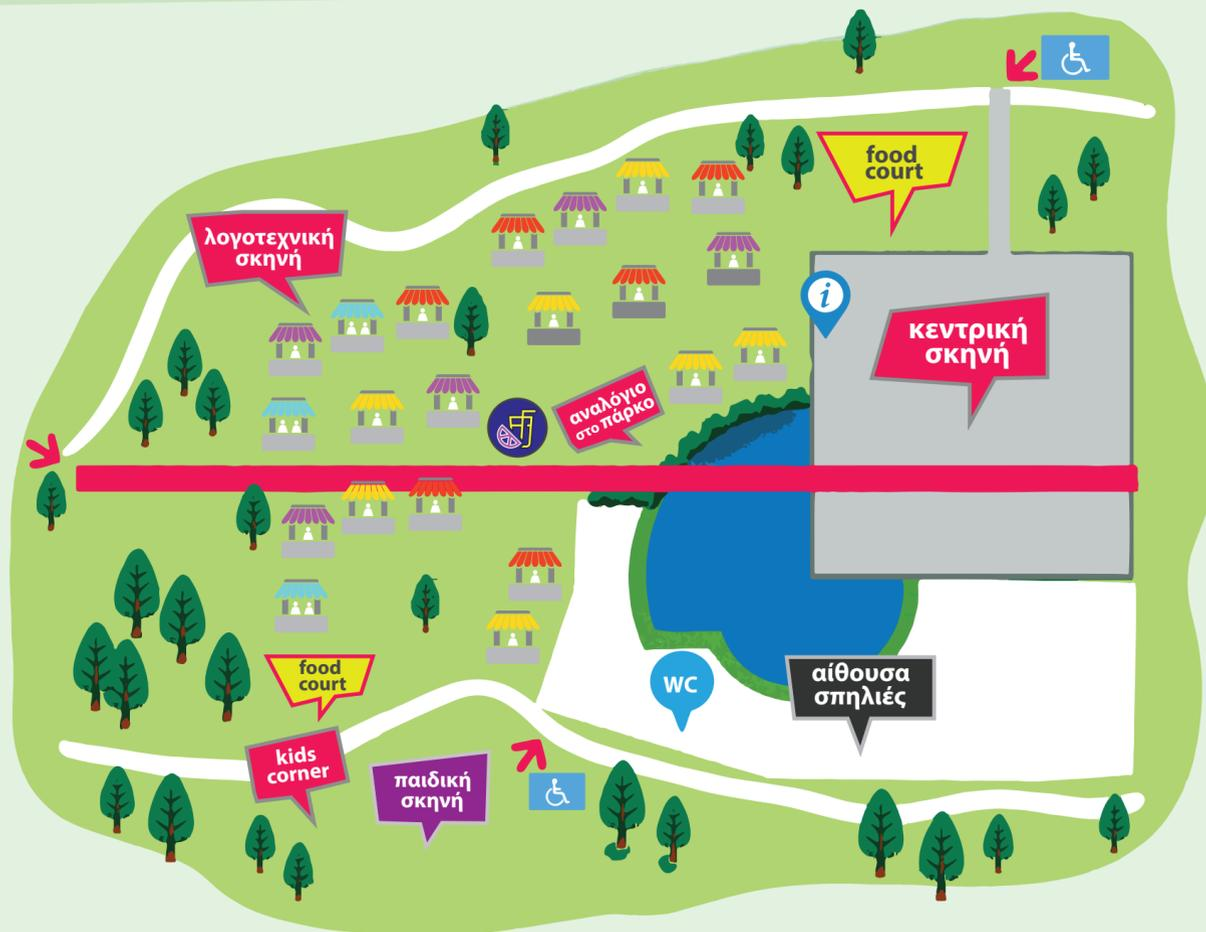 food
court
λογοτεχνική
σκηνή
i
κεντρική
σκηνή
αναλόγιο
στο πάρκο
food
court
WC
αίθουσα
σπηλιές
kids
corner
παιδική
σκηνή